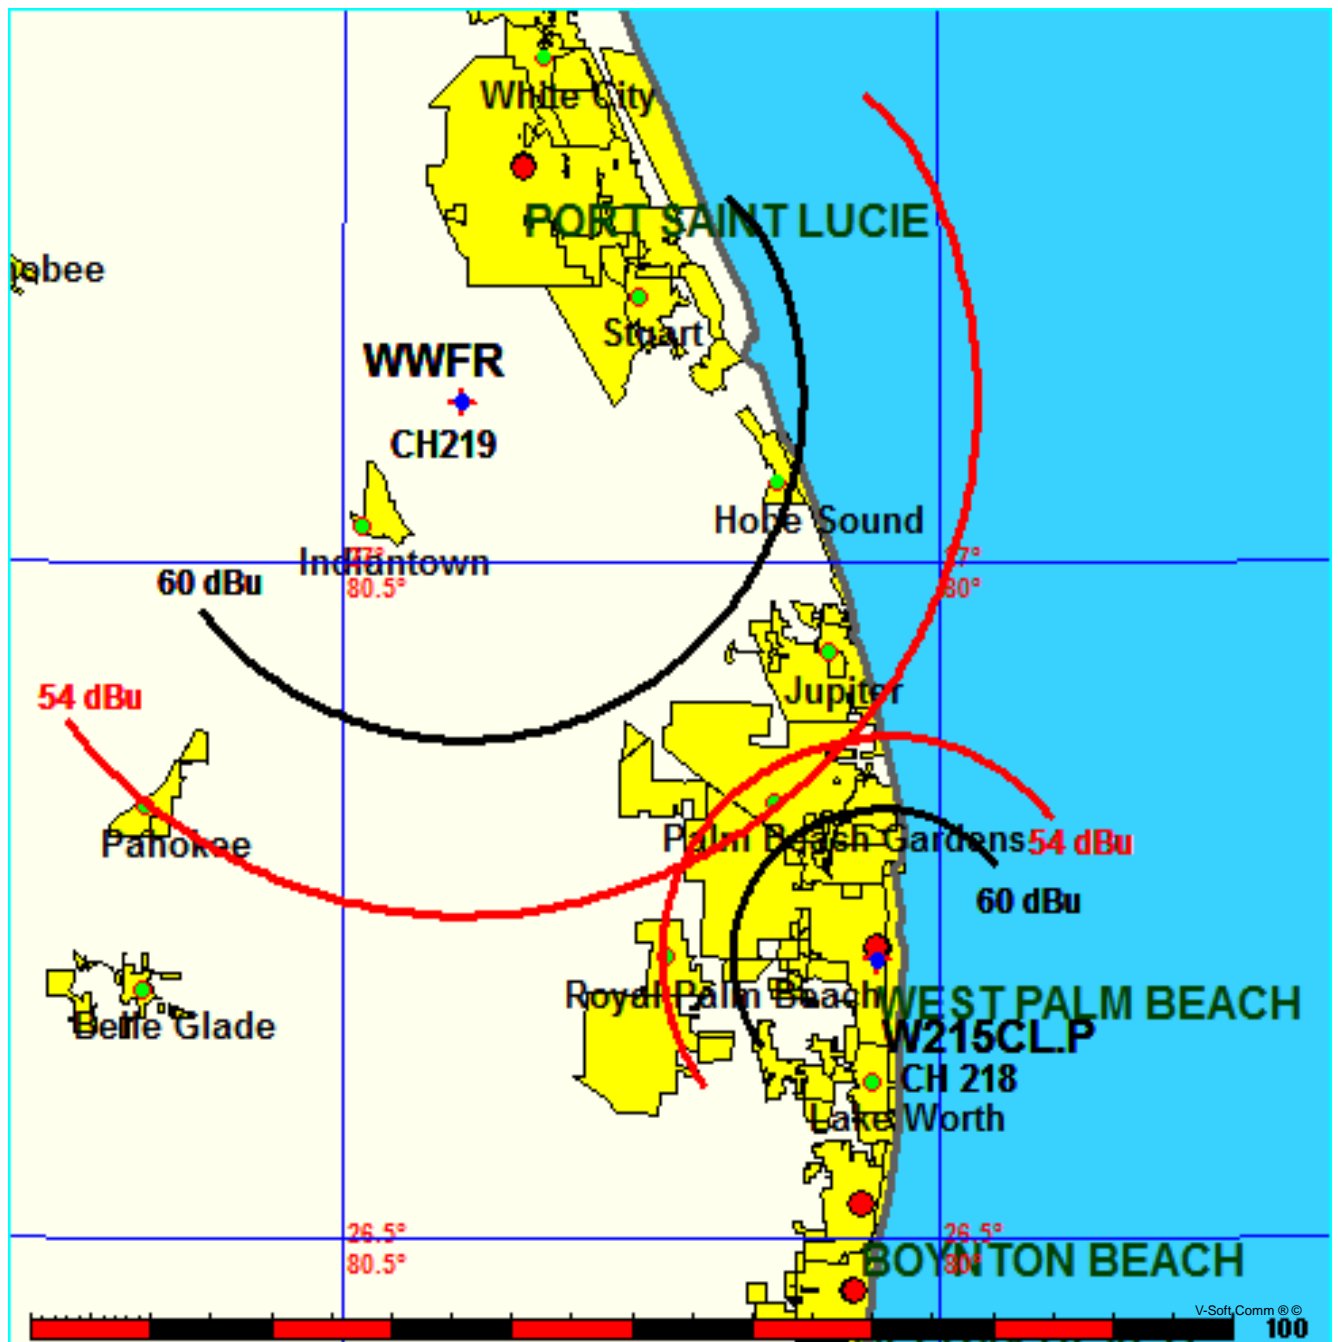 White City
PORT SAINT LUCIE
obee
Stuart
WWFR
CH219
Hobe Sound
Indiantown
27°
80.5°
27°
80°
60 dBu
54 dBu
Jupiter
Pahokee
Palm Beach Gardens
54 dBu
60 dBu
Royal Palm Beach
WEST PALM BEACH
Belle Glade
W215CL.P
CH 218
Lake Worth
26.5°
80.5°
26.5°
80°
BOYNTON BEACH
V-Soft Comm ® ©
100